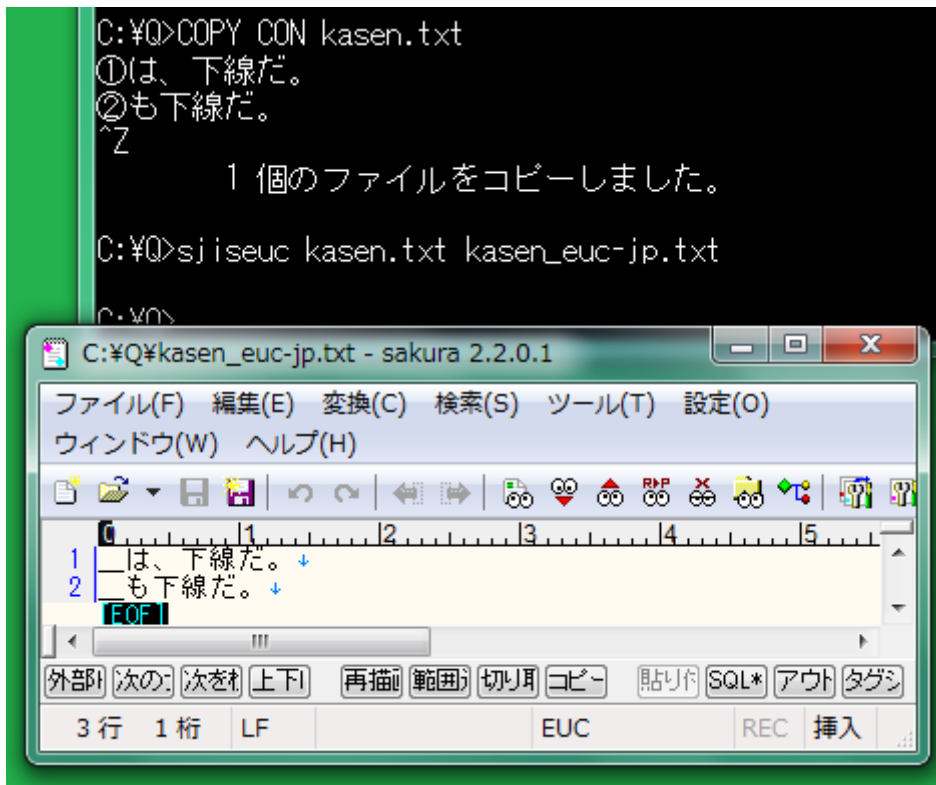 C:¥Q>COPY CON kasen.txt
①は、下線だ。
②も下線だ。
^Z
1 個のファイルをコピーしました。
C:¥Q>sjiseuc kasen.txt kasen_euc-jp.txt
C:¥Q>
C:¥Q¥kasen_euc-jp.txt - sakura 2.2.0.1
ファイル(F) 編集(E) 変換(C) 検索(S) ツール(T) 設定(O)
ウィンドウ(W) ヘルプ(H)
0 1 2 3 4 5
1 __は、下線だ。↓
2 __も下線だ。↓
[EOF]
外部 次の 次を 上下 再描画 範囲 切り取 コピー 貼り付 SQL* アウト タグジ
3 行 1 桁 LF EUC REC 挿入